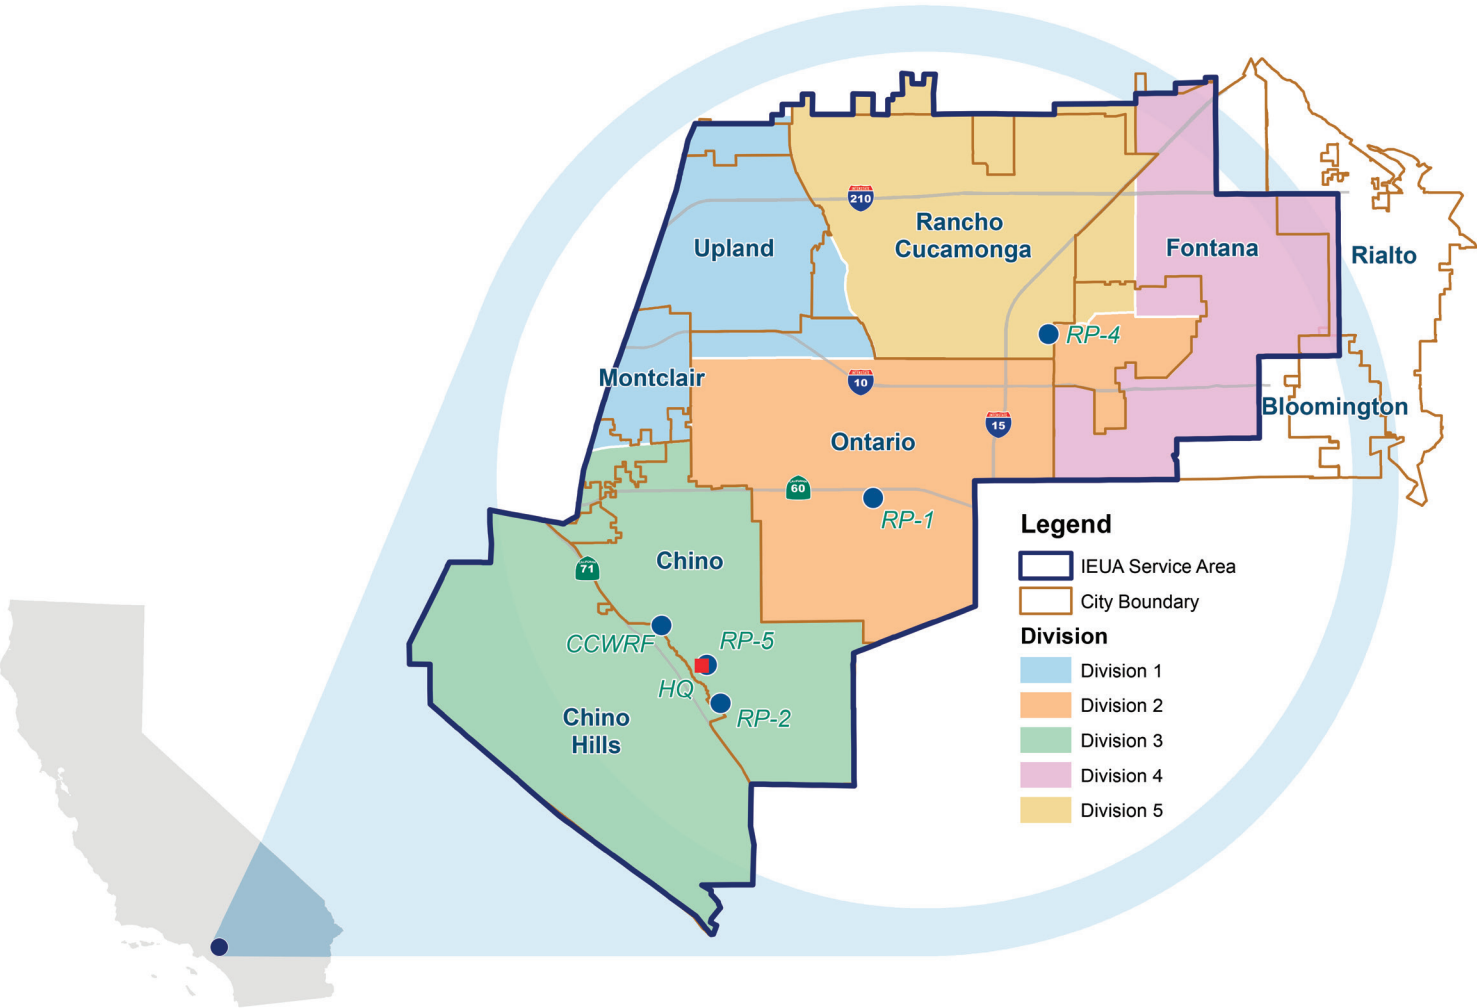 210
Rancho
Cucamonga
Upland
Fontana
Rialto
RP-4
Montclair
10
Bloomington
15
Ontario
60
RP-1
Chino
71
CCWRF
RP-5
HQ
RP-2
Chino
Hills
Legend
IEUA Service Area
City Boundary
Division
Division 1
Division 2
Division 3
Division 4
Division 5